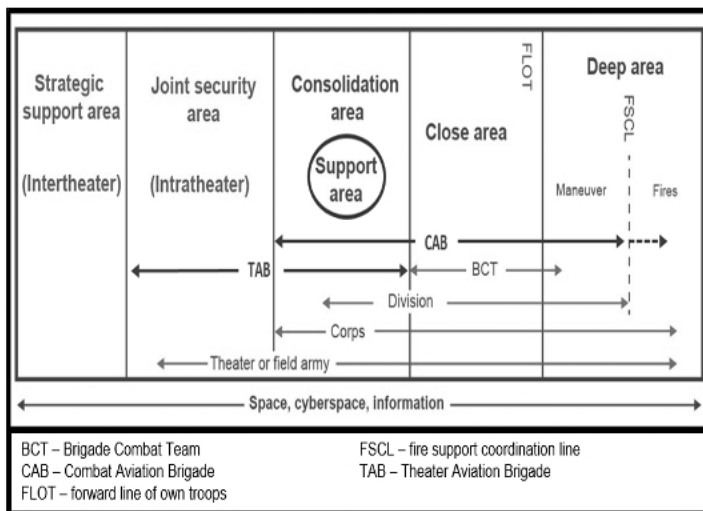 Strategic
support area
(Intertheater)
Joint security
area
(Intratheater)
Consolidation
area
Support
area
Close area
FLOT
Deep area
FSCL
Maneuver
Fires
CAB
TAB
BCT
Division
Corps
Theater or field army
Space, cyberspace, information
BCT – Brigade Combat Team
CAB – Combat Aviation Brigade
FLOT – forward line of own troops
FSCL – fire support coordination line
TAB – Theater Aviation Brigade